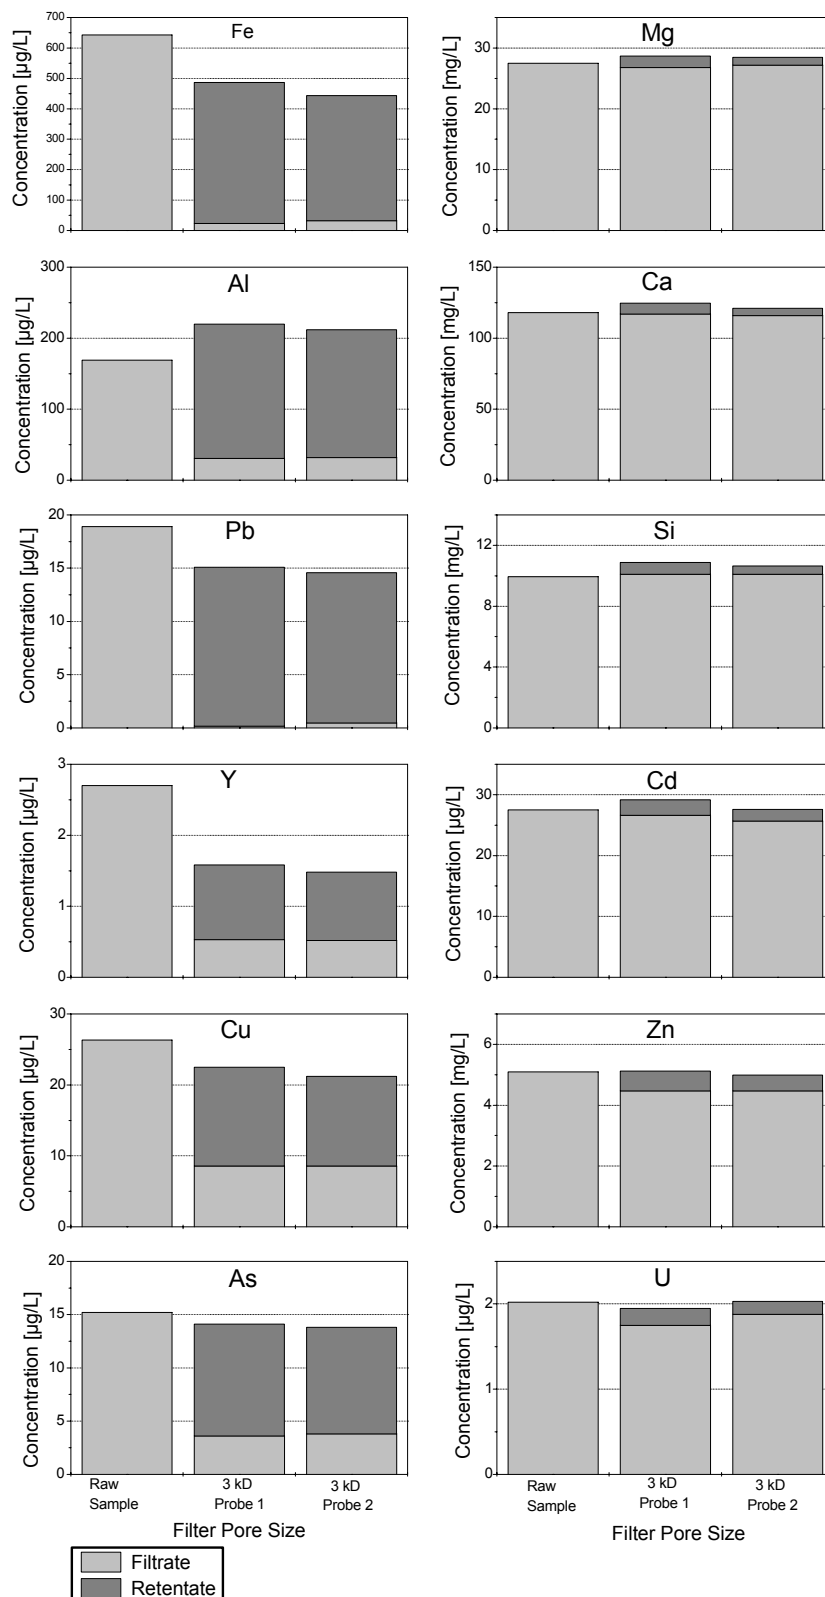 Fe
Concentration [µg/L]
700
600
500
400
300
200
100
0
Mg
Concentration [mg/L]
30
20
10
0
Al
Concentration [µg/L]
300
200
100
0
Ca
Concentration [mg/L]
150
100
50
0
Pb
Concentration [µg/L]
20
15
10
5
0
Si
Concentration [mg/L]
12
8
4
0
Y
Concentration [µg/L]
3
2
1
0
Cd
Concentration [µg/L]
30
20
10
0
Cu
Concentration [µg/L]
30
20
10
0
Zn
Concentration [mg/L]
6
4
2
0
As
Concentration [µg/L]
20
15
10
5
0
Raw Sample
3 kD Probe 1
3 kD Probe 2
Filter Pore Size
U
Concentration [µg/L]
2
1
0
Raw Sample
3 kD Probe 1
3 kD Probe 2
Filter Pore Size
Filtrate
Retentate